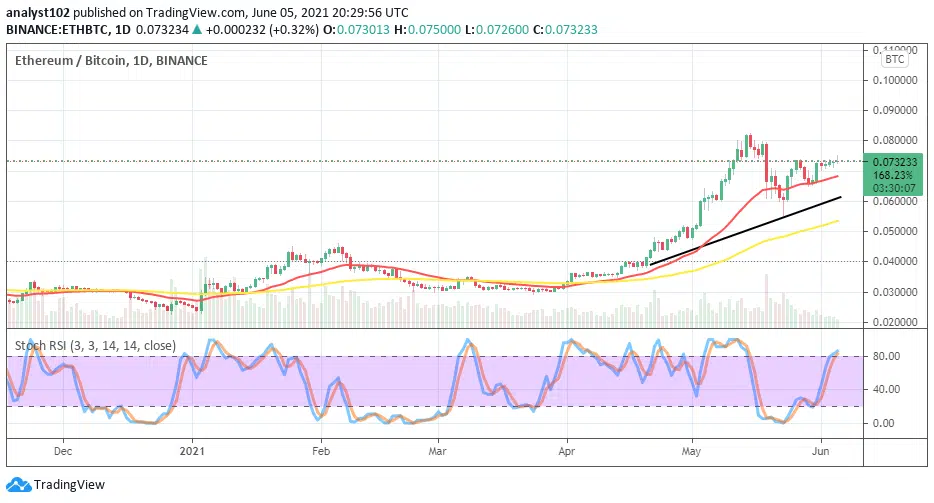 analyst102 published on TradingView.com, June 05, 2021 20:29:56 UTC
BINANCE:ETHBTC, 1D 0.073234 ▲ +0.000232 (+0.32%) O:0.073013 H:0.075000 L:0.072600 C:0.073233
Ethereum / Bitcoin, 1D, BINANCE
0.110000
BTC
0.100000
0.090000
0.080000
0.073233
168.23%
03:30:07
0.060000
0.050000
0.040000
0.030000
0.020000
Stoch RSI (3, 3, 14, 14, close)
80.00
40.00
0.00
Dec 2021 Feb Mar Apr May Jun
TradingView